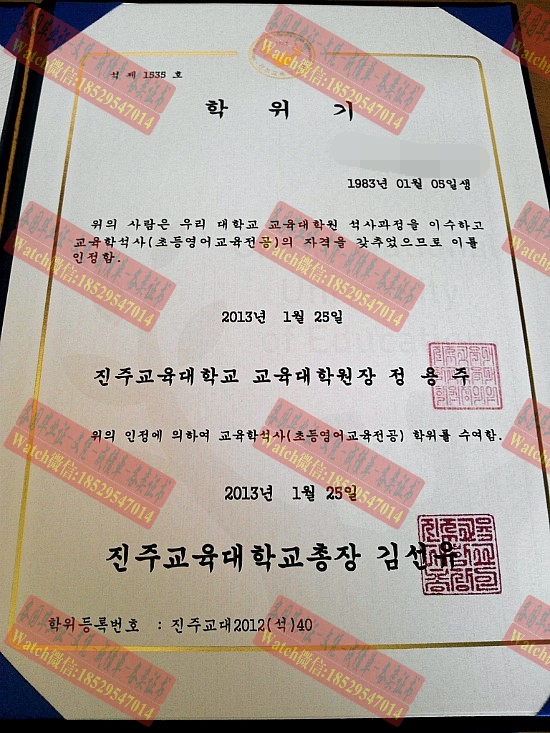 석 제 1535 호
학 위 기
1983년 01월 05일생
위의 사람은 우리 대학교 교육대학원 석사과정을 이수하고
교육학석사(초등영어교육전공)의 자격을 갖추었으므로 이를
인정함.
2013년 1월 25일
진주교육대학교 교육대학원장 정 용 주
위의 인정에 의하여 교육학석사(초등영어교육전공) 학위를 수여함.
2013년 1월 25일
진주교육대학교총장 김선유
학위등록번호 : 진주교대2012(석)40
University
of Education
Watch微信:18529547014